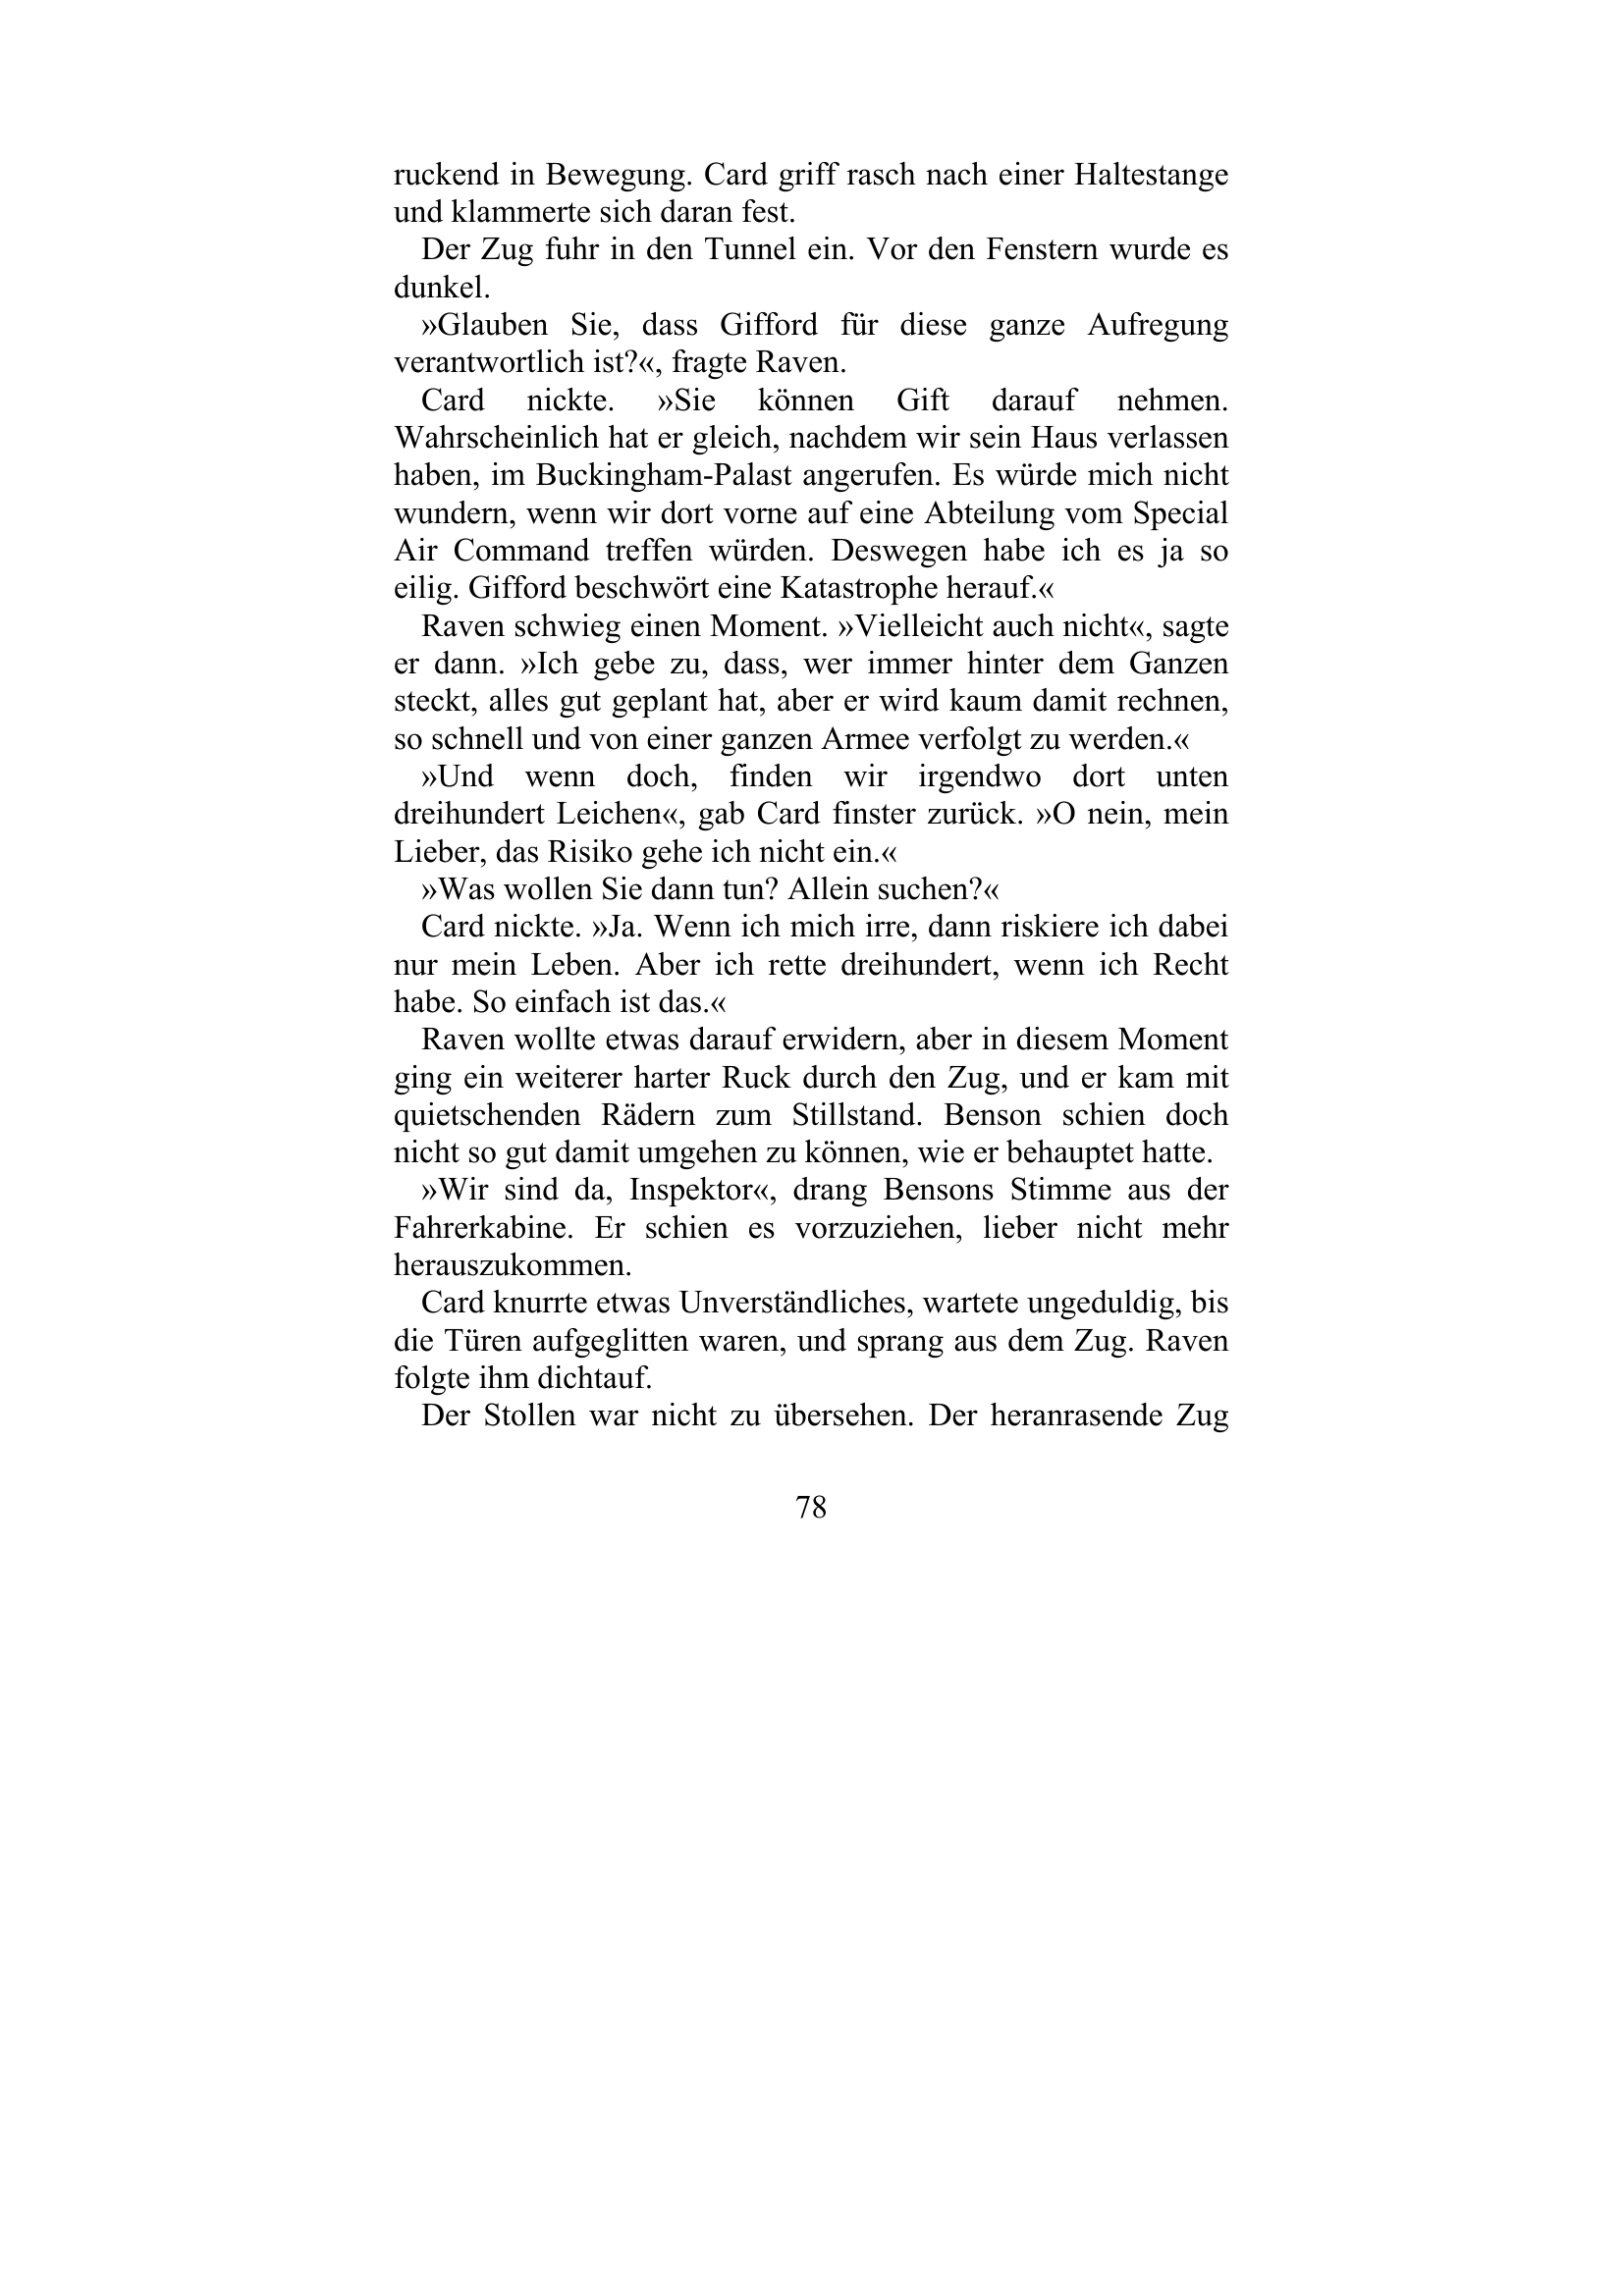 ruckend in Bewegung. Card griff rasch nach einer Haltestange
und klammerte sich daran fest.
Der Zug fuhr in den Tunnel ein. Vor den Fenstern wurde es
dunkel.
»Glauben Sie, dass Gifford für diese ganze Aufregung
verantwortlich ist?«, fragte Raven.
Card nickte. »Sie können Gift darauf nehmen.
Wahrscheinlich hat er gleich, nachdem wir sein Haus verlassen
haben, im Buckingham-Palast angerufen. Es würde mich nicht
wundern, wenn wir dort vorne auf eine Abteilung vom Special
Air Command treffen würden. Deswegen habe ich es ja so
eilig. Gifford beschwört eine Katastrophe herauf.«
Raven schwieg einen Moment. »Vielleicht auch nicht«, sagte
er dann. »Ich gebe zu, dass, wer immer hinter dem Ganzen
steckt, alles gut geplant hat, aber er wird kaum damit rechnen,
so schnell und von einer ganzen Armee verfolgt zu werden.«
»Und wenn doch, finden wir irgendwo dort unten
dreihundert Leichen«, gab Card finster zurück. »O nein, mein
Lieber, das Risiko gehe ich nicht ein.«
»Was wollen Sie dann tun? Allein suchen?«
Card nickte. »Ja. Wenn ich mich irre, dann riskiere ich dabei
nur mein Leben. Aber ich rette dreihundert, wenn ich Recht
habe. So einfach ist das.«
Raven wollte etwas darauf erwidern, aber in diesem Moment
ging ein weiterer harter Ruck durch den Zug, und er kam mit
quietschenden Rädern zum Stillstand. Benson schien doch
nicht so gut damit umgehen zu können, wie er behauptet hatte.
»Wir sind da, Inspektor«, drang Bensons Stimme aus der
Fahrerkabine. Er schien es vorzuziehen, lieber nicht mehr
herauszukommen.
Card knurrte etwas Unverständliches, wartete ungeduldig, bis
die Türen aufgeglitten waren, und sprang aus dem Zug. Raven
folgte ihm dichtauf.
Der Stollen war nicht zu übersehen. Der heranrasende Zug
78